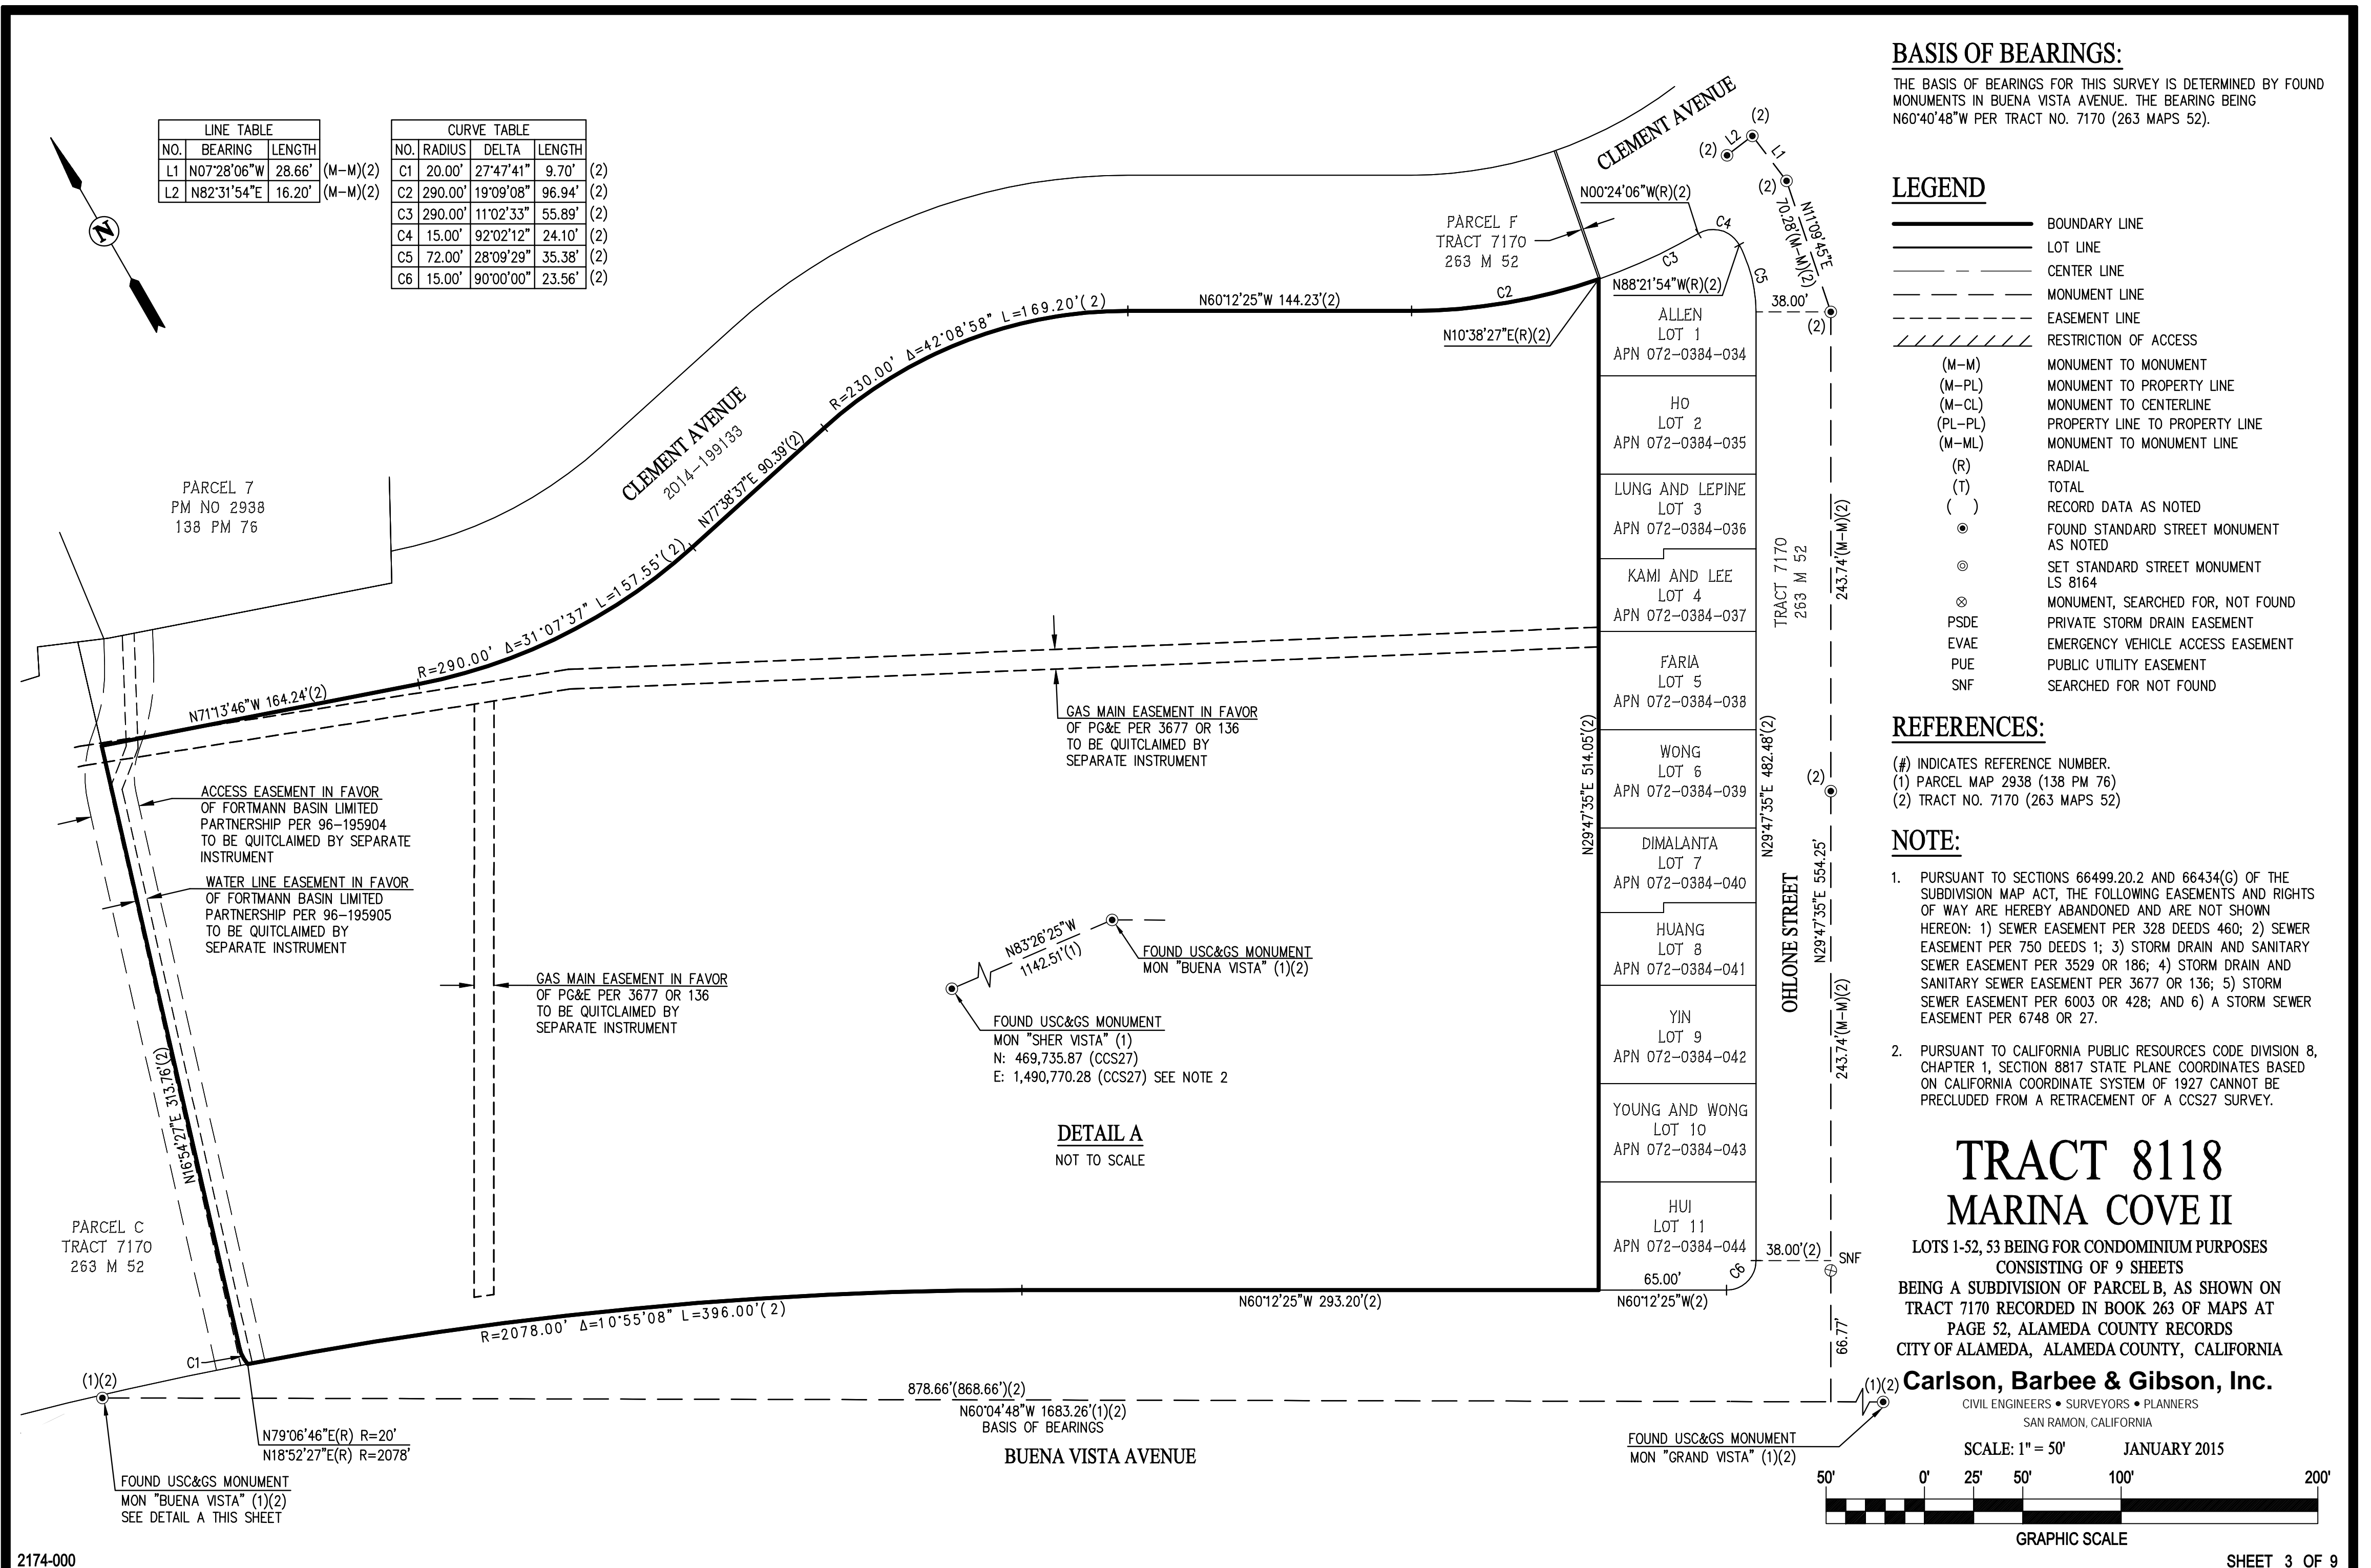 LINE TABLE
NO. BEARING LENGTH
L1 N07°28'06"W 28.66' (M-M)(2)
L2 N82°31'54"E 16.20' (M-M)(2)
CURVE TABLE
NO. RADIUS DELTA LENGTH
C1 20.00' 27°47'41" 9.70' (2)
C2 290.00' 19°09'08" 96.94' (2)
C3 290.00' 11°02'33" 55.89' (2)
C4 15.00' 92°02'12" 24.10' (2)
C5 72.00' 28°09'29" 35.38' (2)
C6 15.00' 90°00'00" 23.56' (2)
N
CLEMENT AVENUE
(2)
L2
(2)
L1
(2)
N11°09'45"E
70.28'(M-M)(2)
N00°24'06"W(R)(2)
C4
C3
C5
PARCEL F
TRACT 7170
263 M 52
N88°21'54"W(R)(2)
38.00'
(2)
C2
N10°38'27"E(R)(2)
N60°12'25"W 144.23'(2)
R=230.00' Δ=42°08'58" L=169.20'(2)
CLEMENT AVENUE
2014-199133
N77°38'37"E 90.39'(2)
R=290.00' Δ=31°07'37" L=157.55'(2)
N71°13'46"W 164.24'(2)
PARCEL 7
PM NO 2938
138 PM 76
ALLEN
LOT 1
APN 072-0384-034
HO
LOT 2
APN 072-0384-035
LUNG AND LEPINE
LOT 3
APN 072-0384-036
KAMI AND LEE
LOT 4
APN 072-0384-037
FARIA
LOT 5
APN 072-0384-038
WONG
LOT 6
APN 072-0384-039
DIMALANTA
LOT 7
APN 072-0384-040
HUANG
LOT 8
APN 072-0384-041
YIN
LOT 9
APN 072-0384-042
YOUNG AND WONG
LOT 10
APN 072-0384-043
HUI
LOT 11
APN 072-0384-044
TRACT 7170
263 M 52
243.74'(M-M)(2)
N29°47'35"E 514.05'(2)
N29°47'35"E 482.48'(2)
(2)
N29°47'35"E 554.25'
OHLONE STREET
243.74'(M-M)(2)
38.00'(2)
SNF
C6
65.00'
N60°12'25"W(2)
66.77'
GAS MAIN EASEMENT IN FAVOR
OF PG&E PER 3677 OR 136
TO BE QUITCLAIMED BY
SEPARATE INSTRUMENT
ACCESS EASEMENT IN FAVOR
OF FORTMANN BASIN LIMITED
PARTNERSHIP PER 96-195904
TO BE QUITCLAIMED BY SEPARATE
INSTRUMENT
WATER LINE EASEMENT IN FAVOR
OF FORTMANN BASIN LIMITED
PARTNERSHIP PER 96-195905
TO BE QUITCLAIMED BY
SEPARATE INSTRUMENT
GAS MAIN EASEMENT IN FAVOR
OF PG&E PER 3677 OR 136
TO BE QUITCLAIMED BY
SEPARATE INSTRUMENT
N83°26'25"W
1142.51'(1)
FOUND USC&GS MONUMENT
MON "BUENA VISTA" (1)(2)
FOUND USC&GS MONUMENT
MON "SHER VISTA" (1)
N: 469,735.87 (CCS27)
E: 1,490,770.28 (CCS27) SEE NOTE 2
DETAIL A
NOT TO SCALE
N16°54'27"E 313.76'(2)
PARCEL C
TRACT 7170
263 M 52
C1
R=2078.00' Δ=10°55'08" L=396.00'(2)
N60°12'25"W 293.20'(2)
(1)(2)
878.66'(868.66')(2)
N60°04'48"W 1683.26'(1)(2)
BASIS OF BEARINGS
BUENA VISTA AVENUE
N79°06'46"E(R) R=20'
N18°52'27"E(R) R=2078'
FOUND USC&GS MONUMENT
MON "BUENA VISTA" (1)(2)
SEE DETAIL A THIS SHEET
(1)(2)
FOUND USC&GS MONUMENT
MON "GRAND VISTA" (1)(2)
BASIS OF BEARINGS:
THE BASIS OF BEARINGS FOR THIS SURVEY IS DETERMINED BY FOUND
MONUMENTS IN BUENA VISTA AVENUE. THE BEARING BEING
N60°40'48"W PER TRACT NO. 7170 (263 MAPS 52).
LEGEND
BOUNDARY LINE
LOT LINE
CENTER LINE
MONUMENT LINE
EASEMENT LINE
RESTRICTION OF ACCESS
(M-M) MONUMENT TO MONUMENT
(M-PL) MONUMENT TO PROPERTY LINE
(M-CL) MONUMENT TO CENTERLINE
(PL-PL) PROPERTY LINE TO PROPERTY LINE
(M-ML) MONUMENT TO MONUMENT LINE
(R) RADIAL
(T) TOTAL
( ) RECORD DATA AS NOTED
FOUND STANDARD STREET MONUMENT
AS NOTED
SET STANDARD STREET MONUMENT
LS 8164
MONUMENT, SEARCHED FOR, NOT FOUND
PSDE PRIVATE STORM DRAIN EASEMENT
EVAE EMERGENCY VEHICLE ACCESS EASEMENT
PUE PUBLIC UTILITY EASEMENT
SNF SEARCHED FOR NOT FOUND
REFERENCES:
(#) INDICATES REFERENCE NUMBER.
(1) PARCEL MAP 2938 (138 PM 76)
(2) TRACT NO. 7170 (263 MAPS 52)
NOTE:
1. PURSUANT TO SECTIONS 66499.20.2 AND 66434(G) OF THE
SUBDIVISION MAP ACT, THE FOLLOWING EASEMENTS AND RIGHTS
OF WAY ARE HEREBY ABANDONED AND ARE NOT SHOWN
HEREON: 1) SEWER EASEMENT PER 328 DEEDS 460; 2) SEWER
EASEMENT PER 750 DEEDS 1; 3) STORM DRAIN AND SANITARY
SEWER EASEMENT PER 3529 OR 186; 4) STORM DRAIN AND
SANITARY SEWER EASEMENT PER 3677 OR 136; 5) STORM
SEWER EASEMENT PER 6003 OR 428; AND 6) A STORM SEWER
EASEMENT PER 6748 OR 27.
2. PURSUANT TO CALIFORNIA PUBLIC RESOURCES CODE DIVISION 8,
CHAPTER 1, SECTION 8817 STATE PLANE COORDINATES BASED
ON CALIFORNIA COORDINATE SYSTEM OF 1927 CANNOT BE
PRECLUDED FROM A RETRACEMENT OF A CCS27 SURVEY.
TRACT 8118
MARINA COVE II
LOTS 1-52, 53 BEING FOR CONDOMINIUM PURPOSES
CONSISTING OF 9 SHEETS
BEING A SUBDIVISION OF PARCEL B, AS SHOWN ON
TRACT 7170 RECORDED IN BOOK 263 OF MAPS AT
PAGE 52, ALAMEDA COUNTY RECORDS
CITY OF ALAMEDA, ALAMEDA COUNTY, CALIFORNIA
Carlson, Barbee & Gibson, Inc.
CIVIL ENGINEERS • SURVEYORS • PLANNERS
SAN RAMON, CALIFORNIA
SCALE: 1" = 50' JANUARY 2015
50' 0' 25' 50' 100' 200'
GRAPHIC SCALE
2174-000
SHEET 3 OF 9